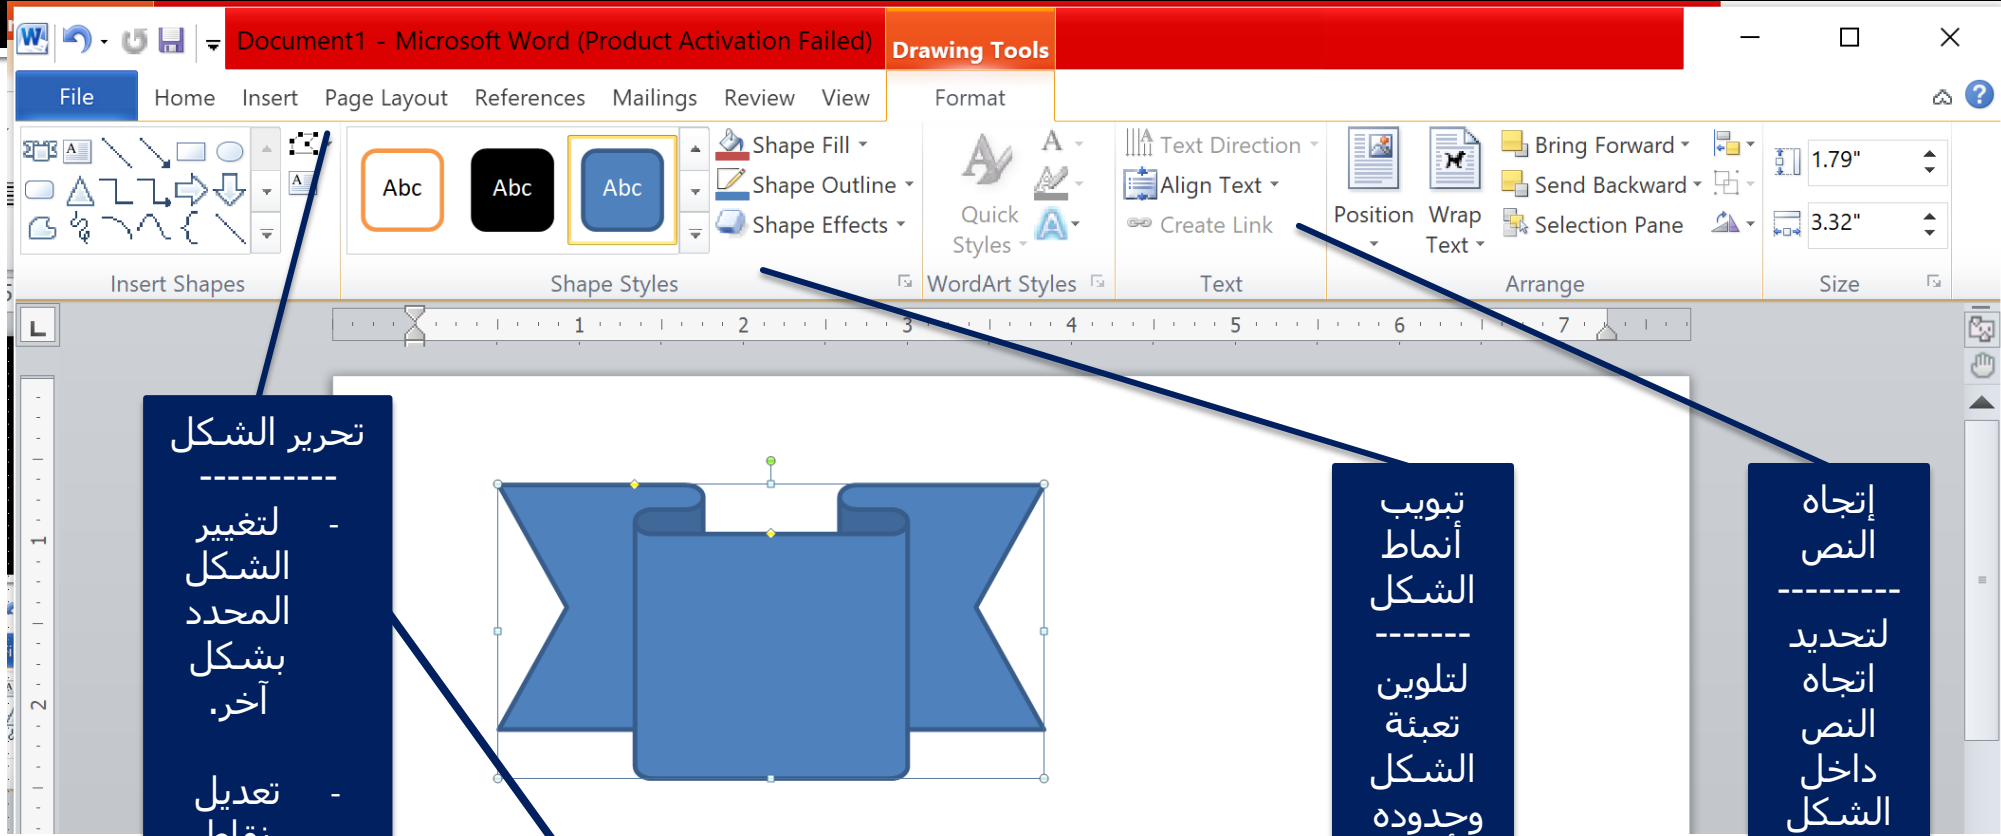 Document1 - Microsoft Word (Product Activation Failed)
Drawing Tools
File Home Insert Page Layout References Mailings Review View Format
Abc Abc Abc
Shape Fill
Shape Outline
Shape Effects
Quick
Styles
Text Direction
Align Text
Create Link
Position
Wrap
Text
Bring Forward
Send Backward
Selection Pane
1.79"
3.32"
Insert Shapes Shape Styles WordArt Styles Text Arrange Size
1 2 3 4 5 6 7
1
2
تحرير الشكل
-----------
- لتغيير
الشكل
المحدد
بشكل
آخر.
- تعديل
تبويب
أنماط
الشكل
-------
لتلوين
تعبئة
الشكل
وحدوده
إتجاه
النص
---------
لتحديد
اتجاه
النص
داخل
الشكل